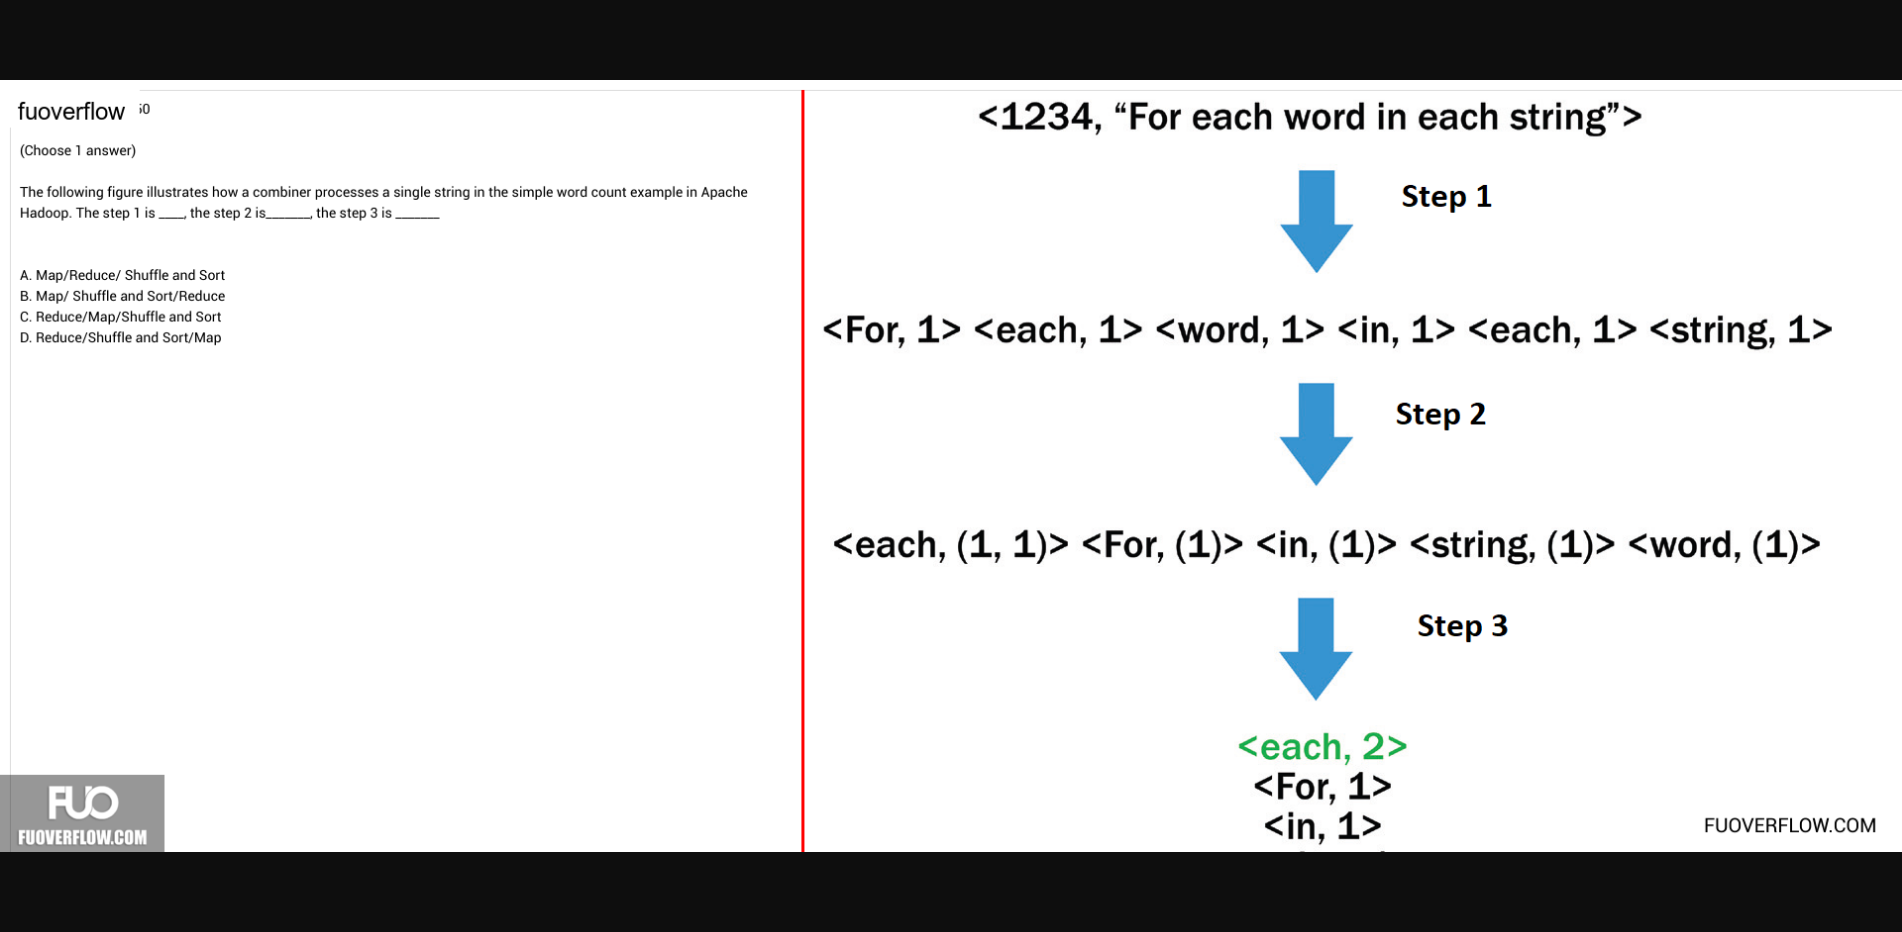 fuoverflow
(Choose 1 answer)
The following figure illustrates how a combiner processes a single string in the simple word count example in Apache
Hadoop. The step 1 is ____, the step 2 is_______, the step 3 is _______
A. Map/Reduce/ Shuffle and Sort
B. Map/ Shuffle and Sort/Reduce
C. Reduce/Map/Shuffle and Sort
D. Reduce/Shuffle and Sort/Map
FUO
FUOVERFLOW.COM
<1234, “For each word in each string”>
Step 1
<For, 1> <each, 1> <word, 1> <in, 1> <each, 1> <string, 1>
Step 2
<each, (1, 1)> <For, (1)> <in, (1)> <string, (1)> <word, (1)>
Step 3
<each, 2>
<For, 1>
<in, 1>
FUOVERFLOW.COM